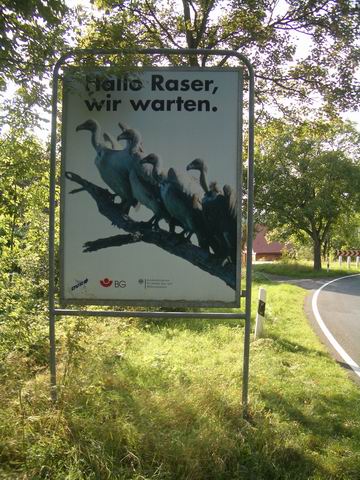 Hallo Raser,
wir warten.
BG